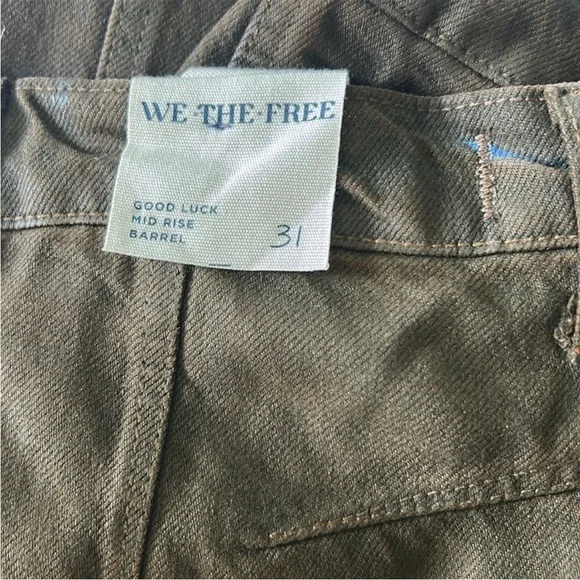 WE·THE·FREE
GOOD LUCK
MID RISE
BARREL
31